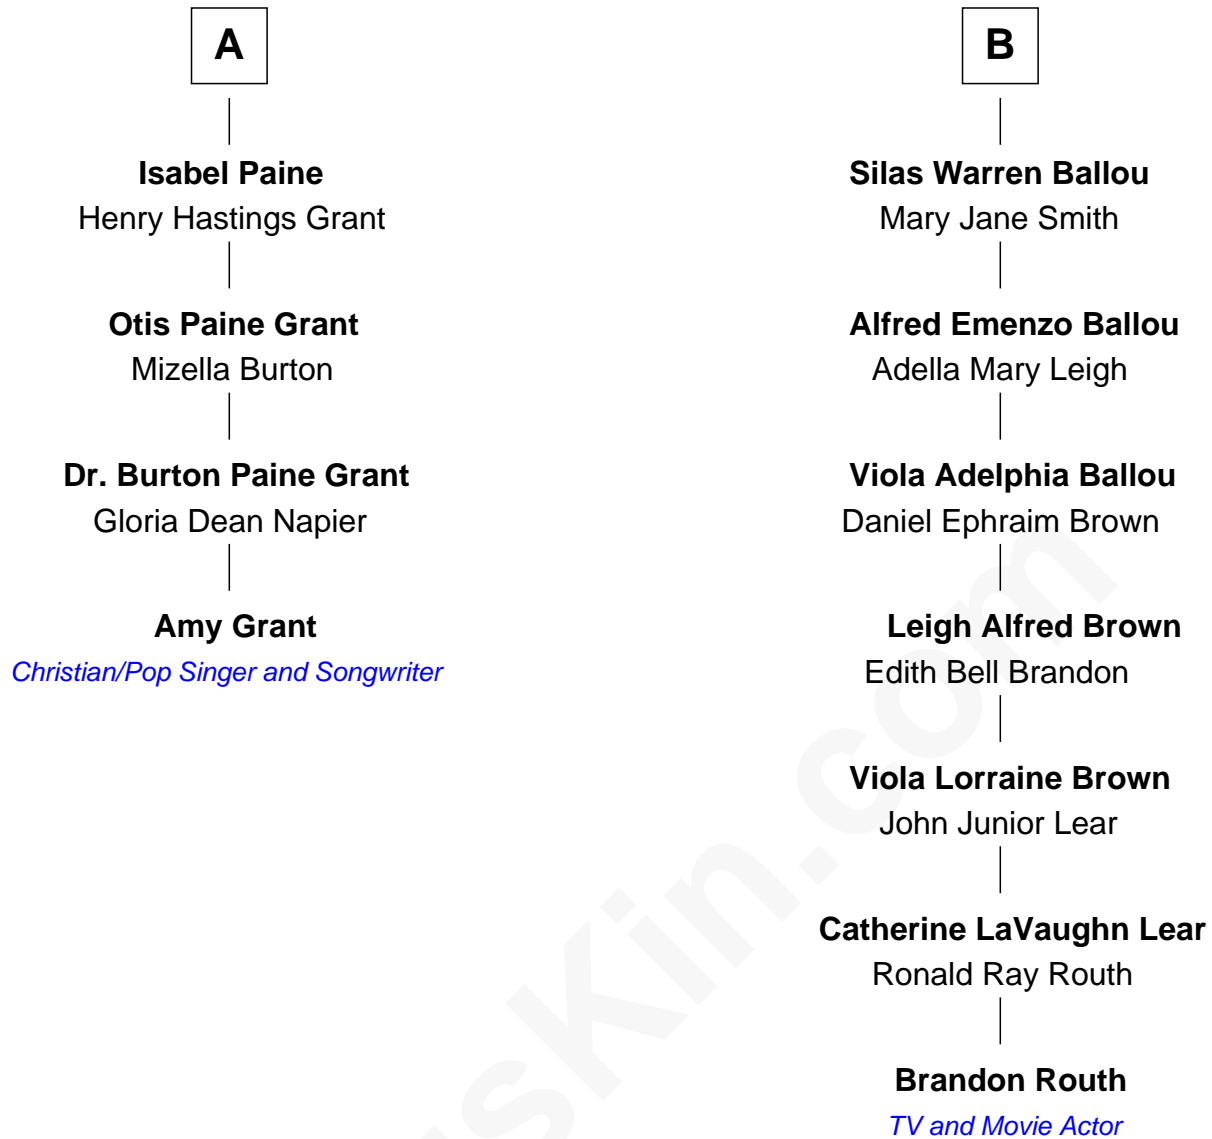 A
Isabel Paine
Henry Hastings Grant
Otis Paine Grant
Mizella Burton
Dr. Burton Paine Grant
Gloria Dean Napier
Amy Grant
Christian/Pop Singer and Songwriter
B
Silas Warren Ballou
Mary Jane Smith
Alfred Emenzo Ballou
Adella Mary Leigh
Viola Adelphia Ballou
Daniel Ephraim Brown
Leigh Alfred Brown
Edith Bell Brandon
Viola Lorraine Brown
John Junior Lear
Catherine LaVaughn Lear
Ronald Ray Routh
Brandon Routh
TV and Movie Actor
sKin.com